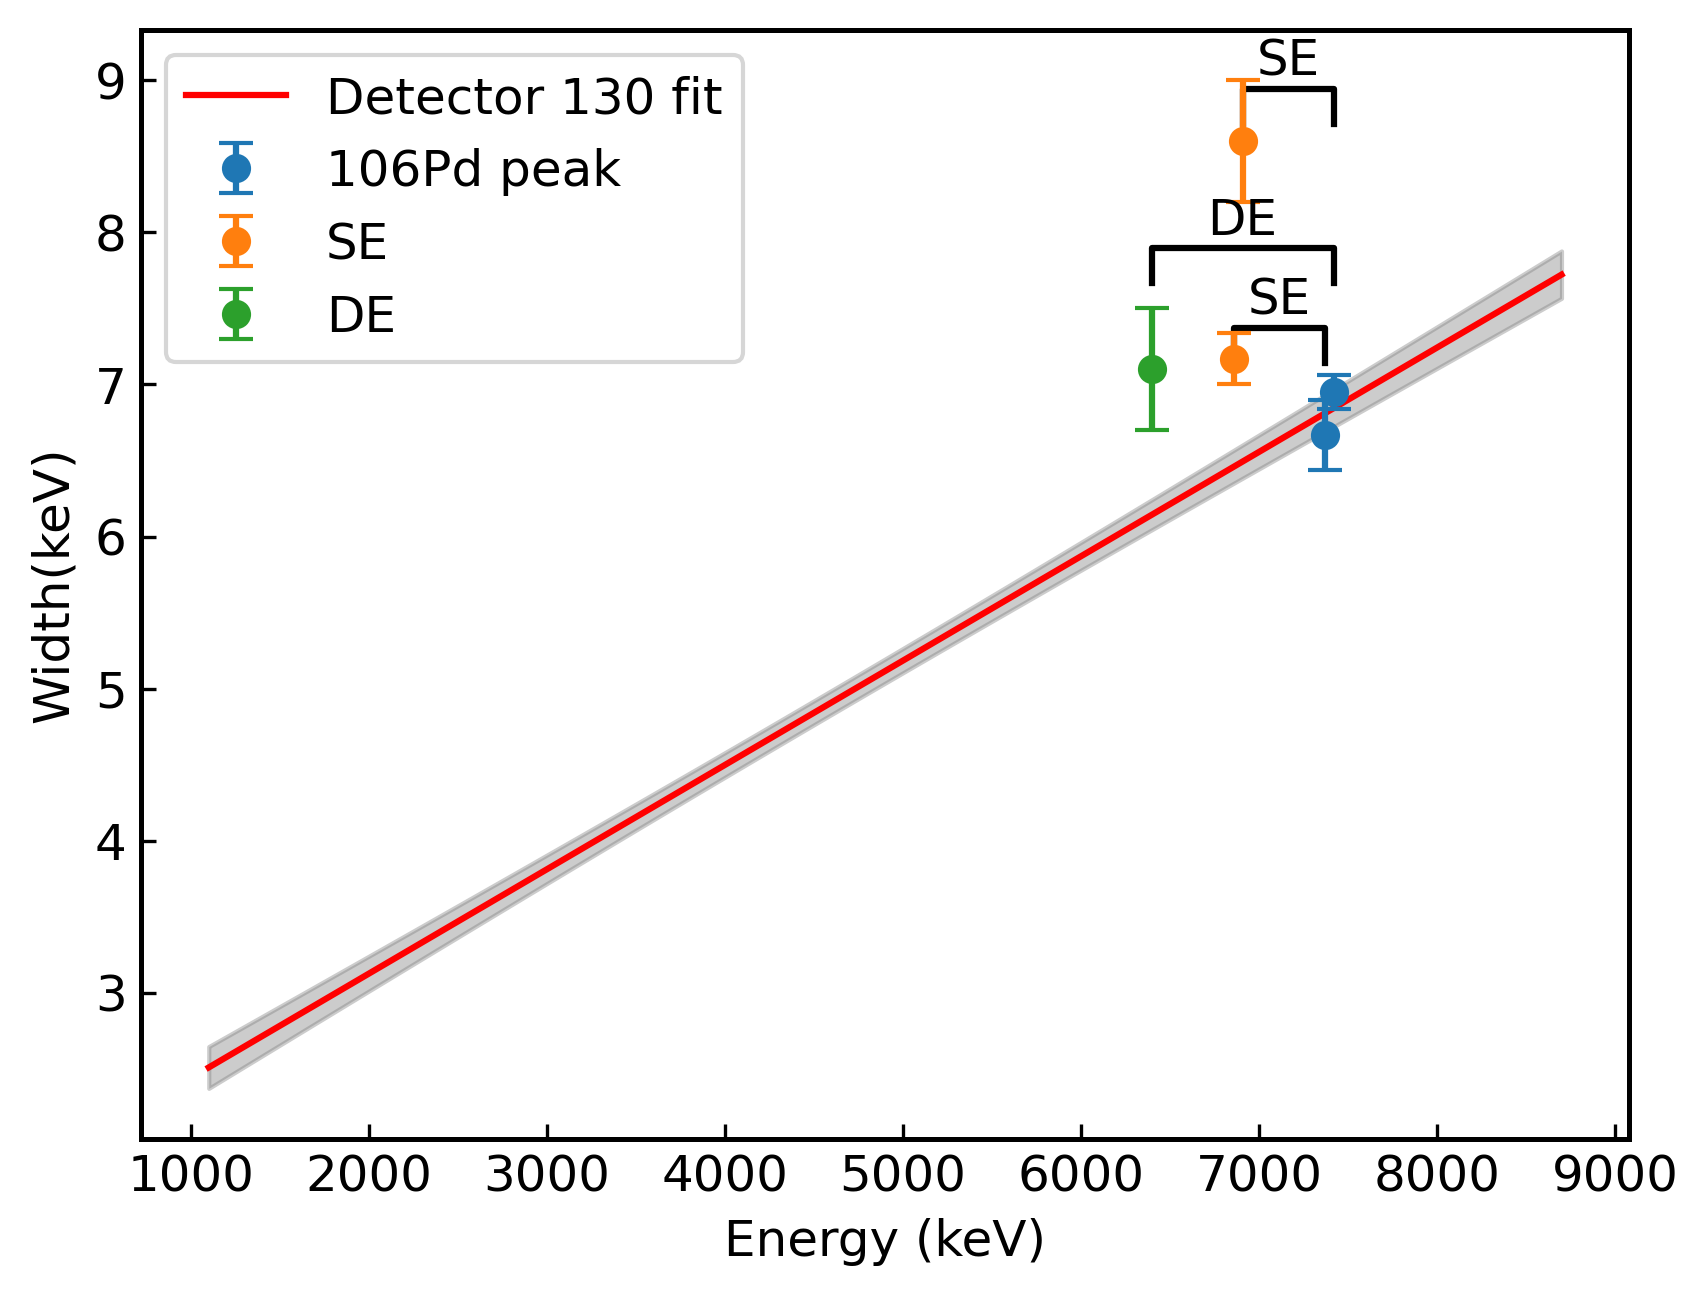 SE
9
Detector 130 fit
106Pd peak
SE
DE
8
DE
SE
7
6
5
4
3
Width(keV)
1000 2000 3000 4000 5000 6000 7000 8000 9000
Energy (keV)